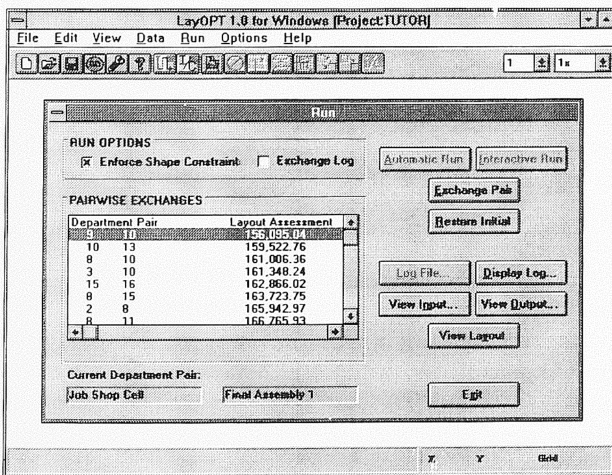 LayOPT 1.0 for Windows [Project:TUTOR]
File Edit View Data Run Options Help
1 1x
Run
RUN OPTIONS
Enforce Shape Constraint Exchange Log
Automatic Run Interactive Run
PAIRWISE EXCHANGES
Exchange Pair
Department Pair Layout Assessment
Restore Initial
9 10 156,095.04
10 13 159,522.76
8 10 161,006.36
3 10 161,348.24
15 16 162,866.02
8 15 163,723.75
2 8 165,942.97
8 11 166,765.93
Log File... Display Log...
View Input... View Output...
View Layout
Current Department Pair:
Job Shop Cell Final Assembly 1
Exit
X Y Grid